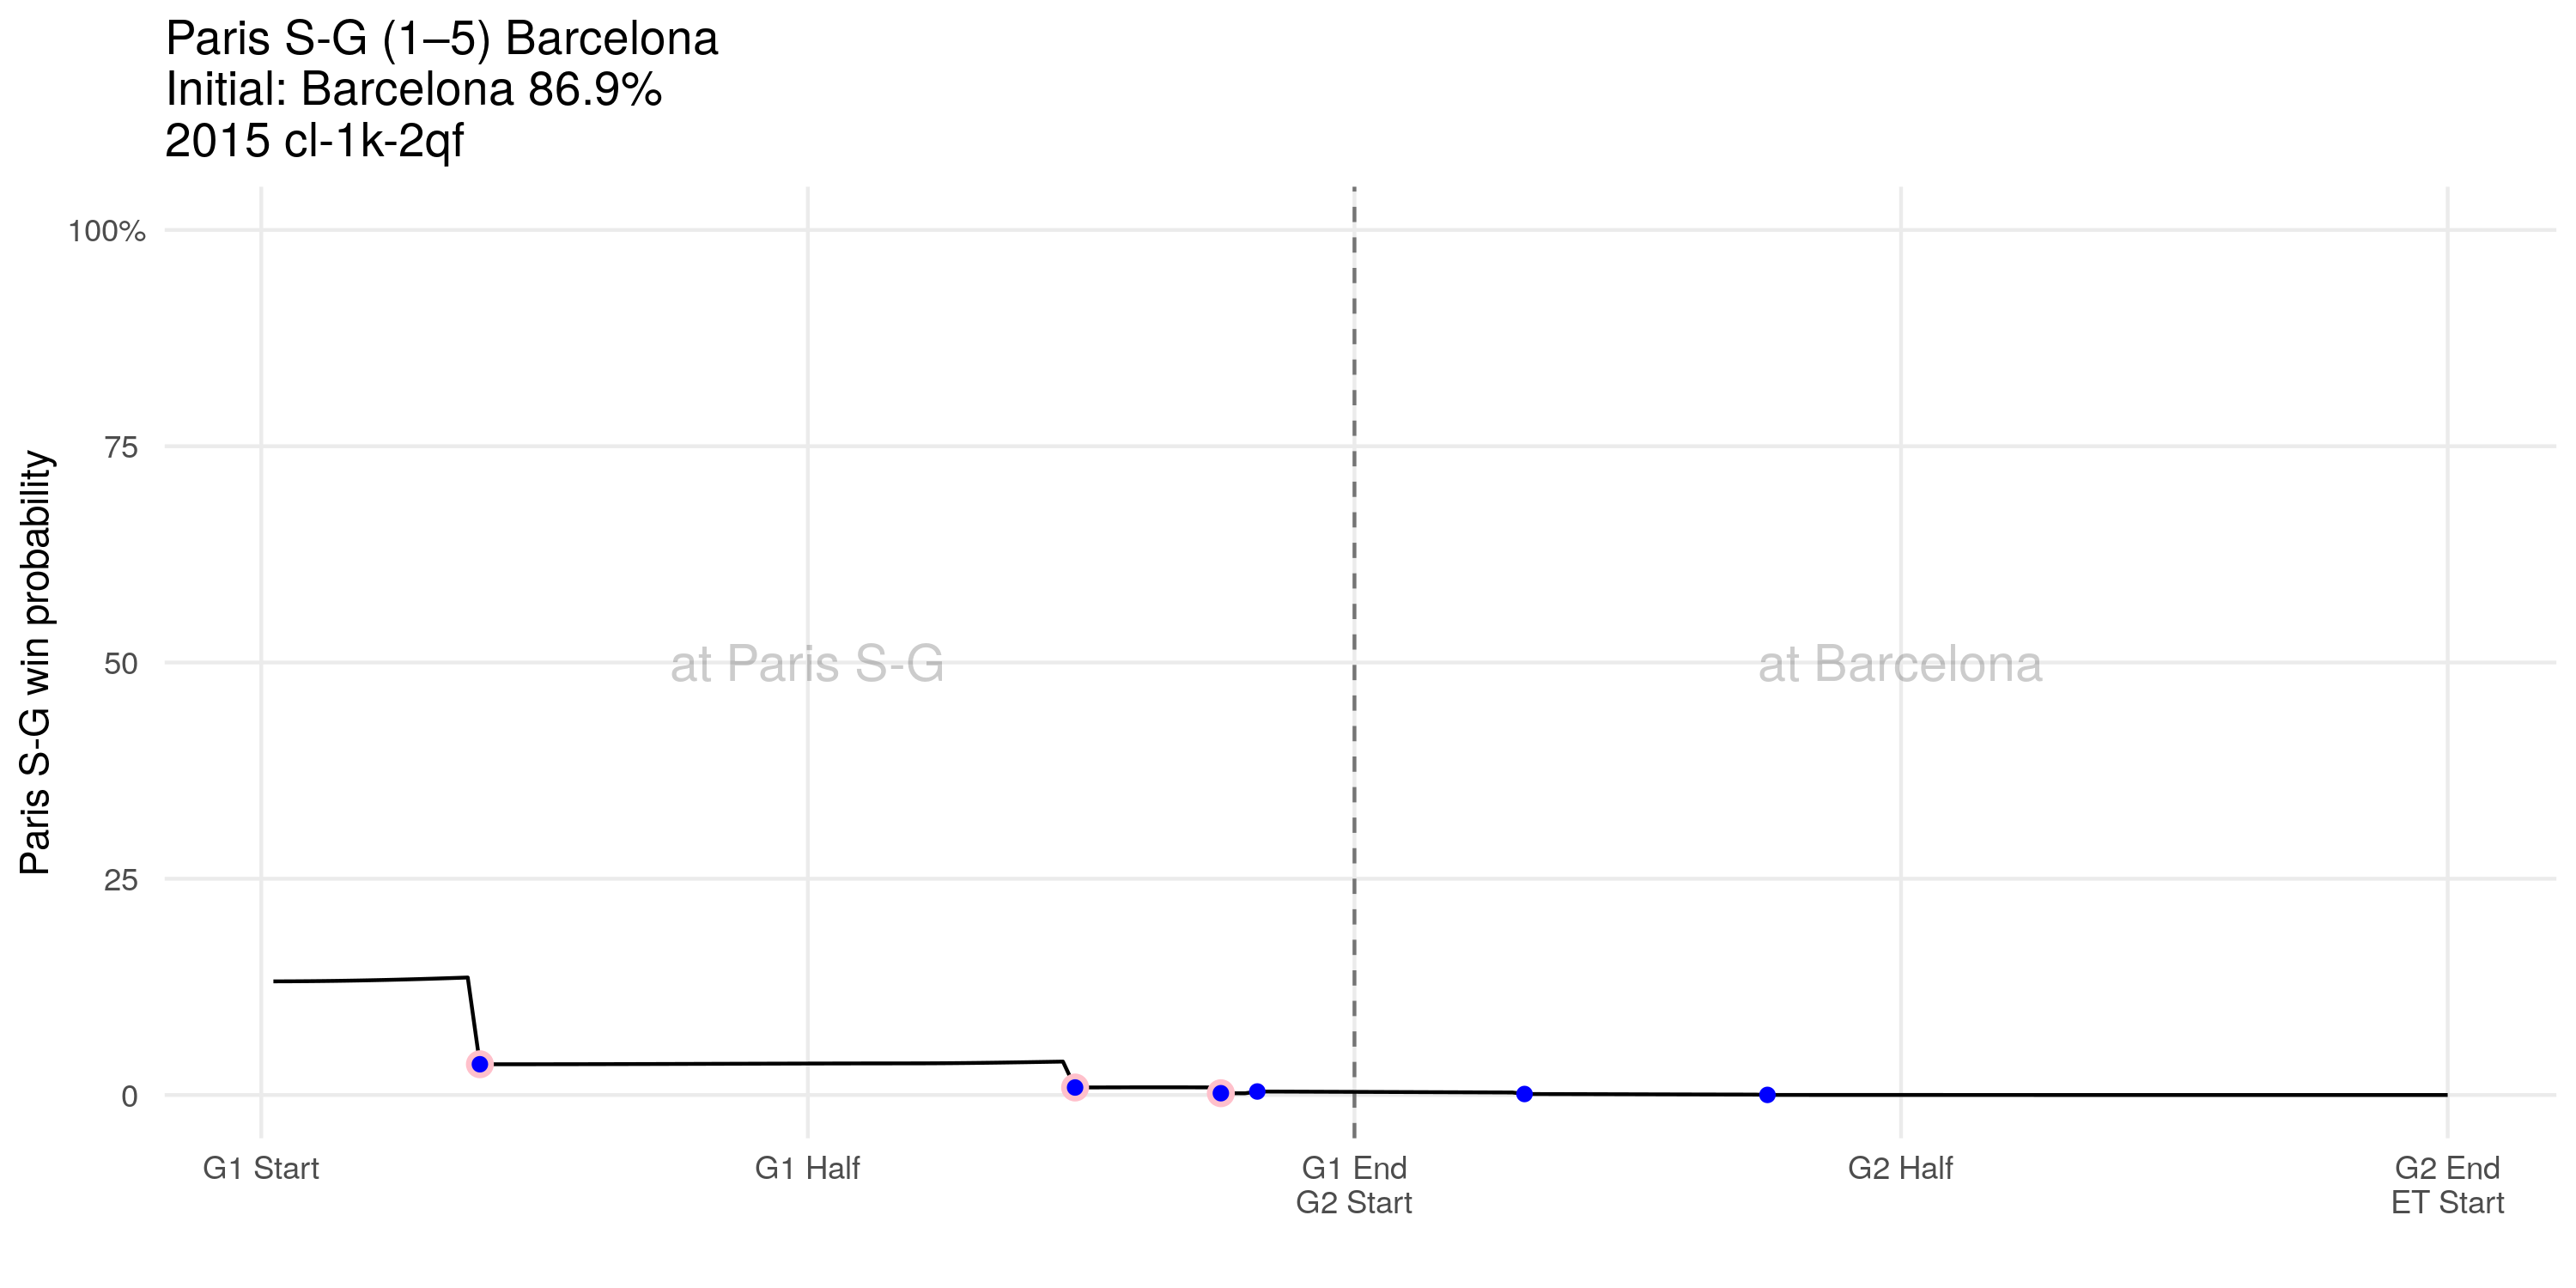 Paris S-G (1–5) Barcelona
Initial: Barcelona 86.9%
2015 cl-1k-2qf
Paris S-G win probability
100%
75
50
25
0
at Paris S-G
at Barcelona
G1 Start
G1 Half
G1 End
G2 Start
G2 Half
G2 End
ET Start